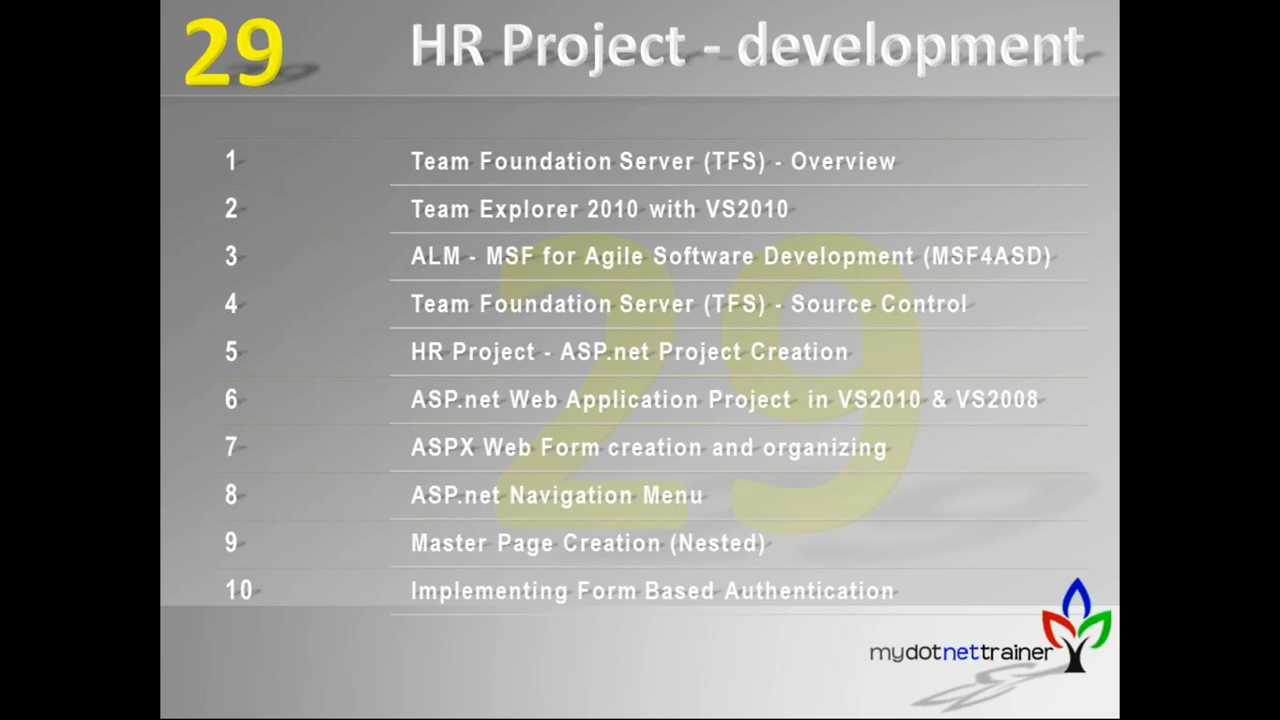 29 HR Project - development
1 Team Foundation Server (TFS) - Overview
2 Team Explorer 2010 with VS2010
3 ALM - MSF for Agile Software Development (MSF4ASD)
4 Team Foundation Server (TFS) - Source Control
5 HR Project - ASP.net Project Creation
6 ASP.net Web Application Project in VS2010 & VS2008
7 ASPX Web Form creation and organizing
8 ASP.net Navigation Menu
9 Master Page Creation (Nested)
10 Implementing Form Based Authentication
29
mydotnettrainer